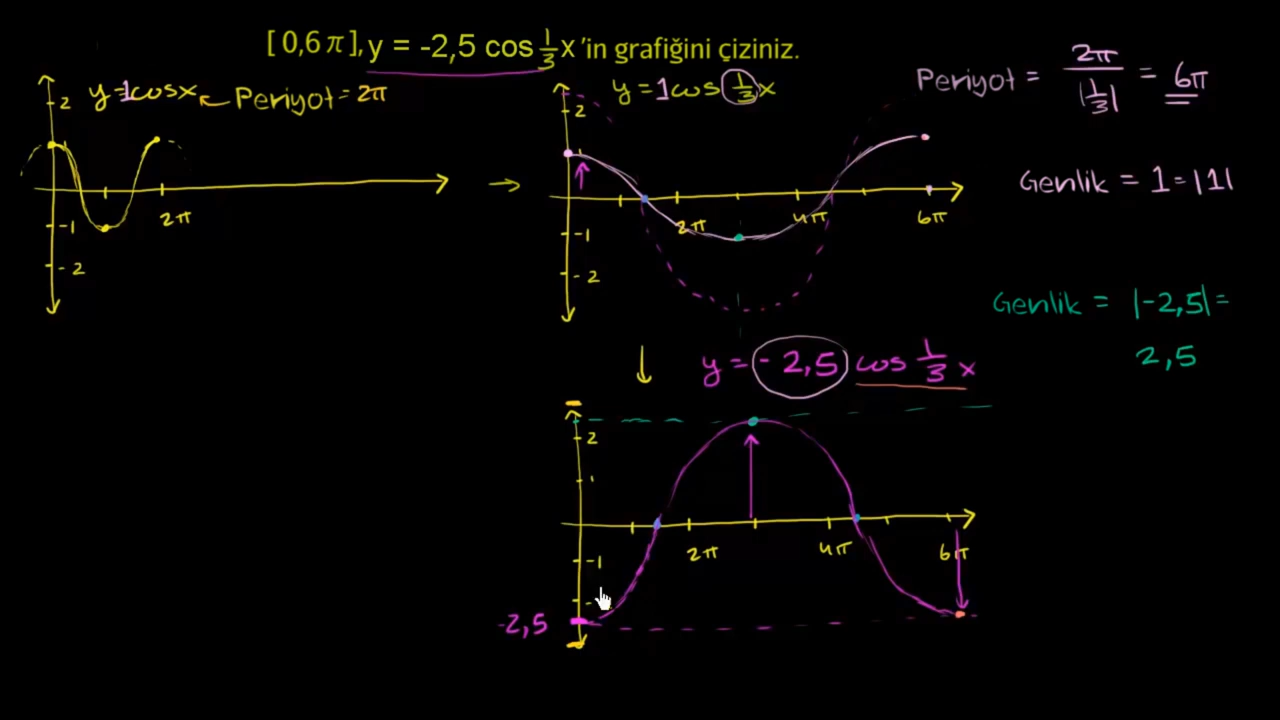 [0,6π], y = -2,5 cos 1/3 x 'in grafiğini çiziniz.
y=1cosx Periyot = 2π
2
-1
-2
2π
y=1cos 1/3 x
2
-1
-2
2π
4π
6π
Periyot = 2π/|1/3| = 6π
Genlik = 1 = |1|
Genlik = |-2,5| =
2,5
y = -2,5 cos 1/3 x
2
1
-1
-2,5
2π
4π
6π